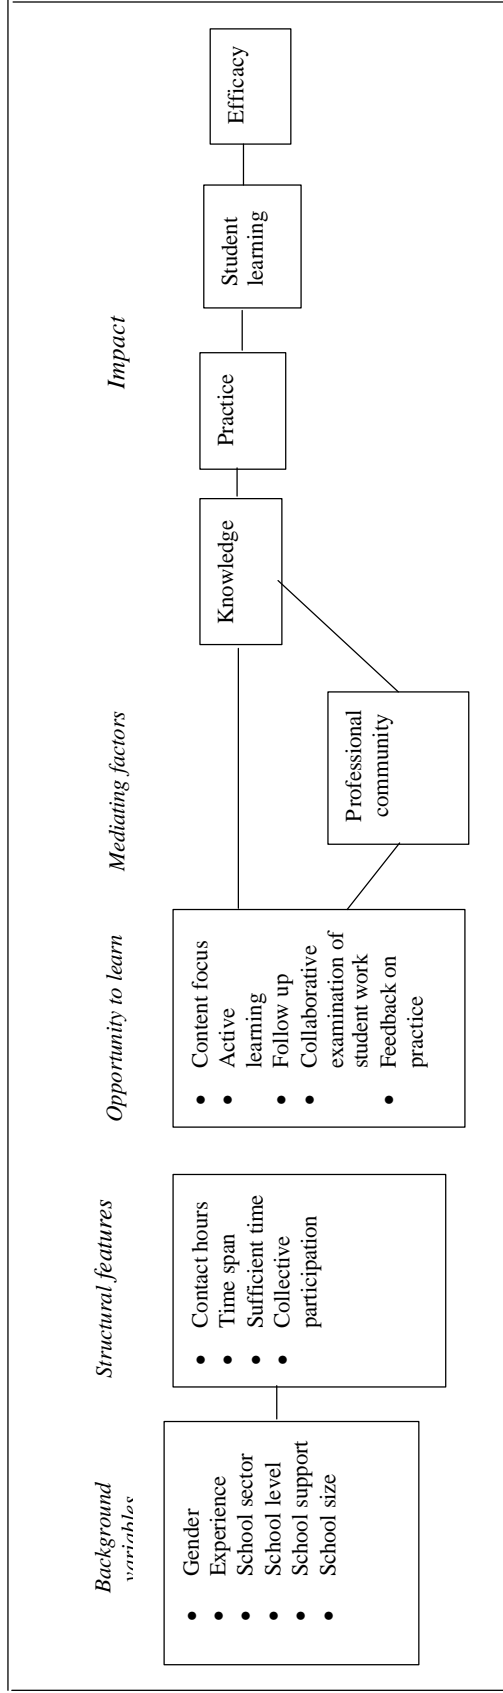 Background
variables
Structural features
Opportunity to learn
Mediating factors
Impact
• Gender
• Experience
• School sector
• School level
• School support
• School size
• Contact hours
• Time span
• Sufficient time
• Collective
participation
• Content focus
• Active
learning
• Follow up
• Collaborative
examination of
student work
• Feedback on
practice
Professional
community
Knowledge
Practice
Student
learning
Efficacy